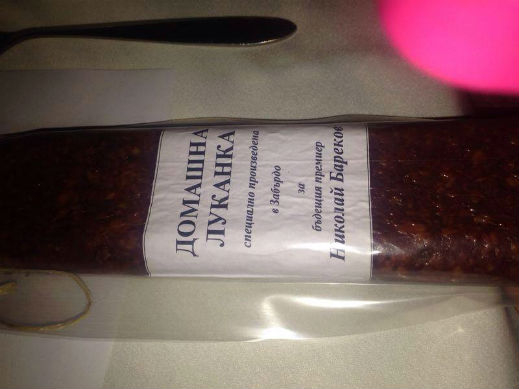 ДОМАШНА
ЛУКАНКА
специално произведена
в Забърдо
за
бъдещия премиер
Николай Бареков